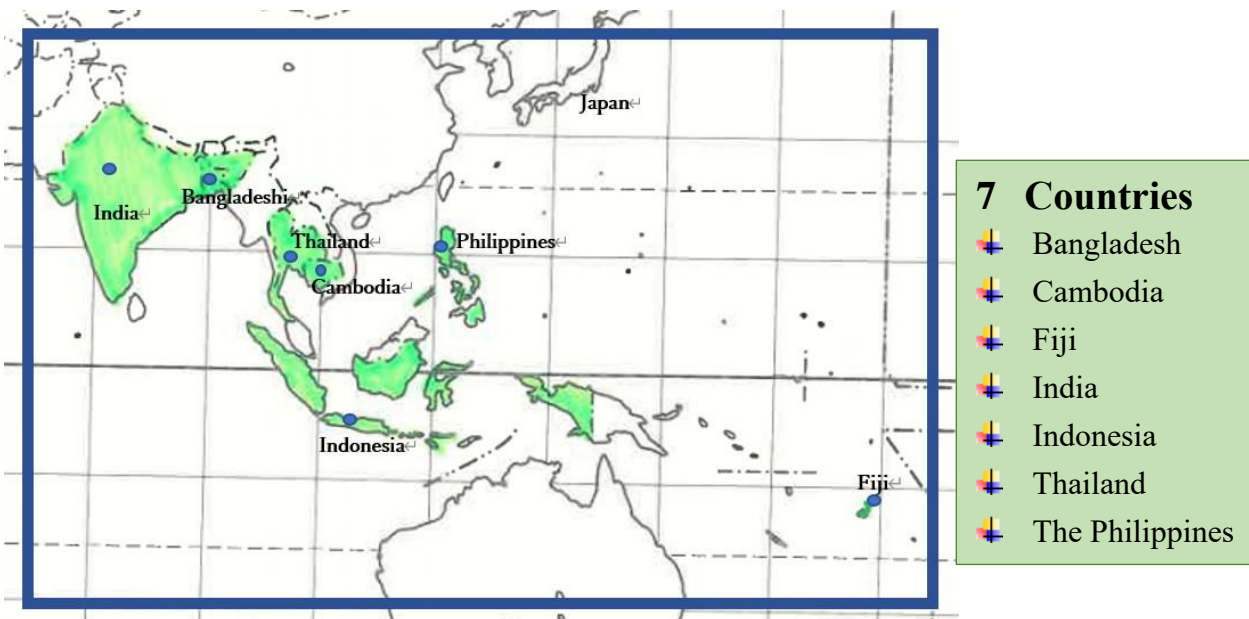 Japan↵
Bangladeshi↵
India↵
Thailand↵
Philippines↵
Cambodia↵
Indonesia↵
Fiji↵
7 Countries
Bangladesh
Cambodia
Fiji
India
Indonesia
Thailand
The Philippines